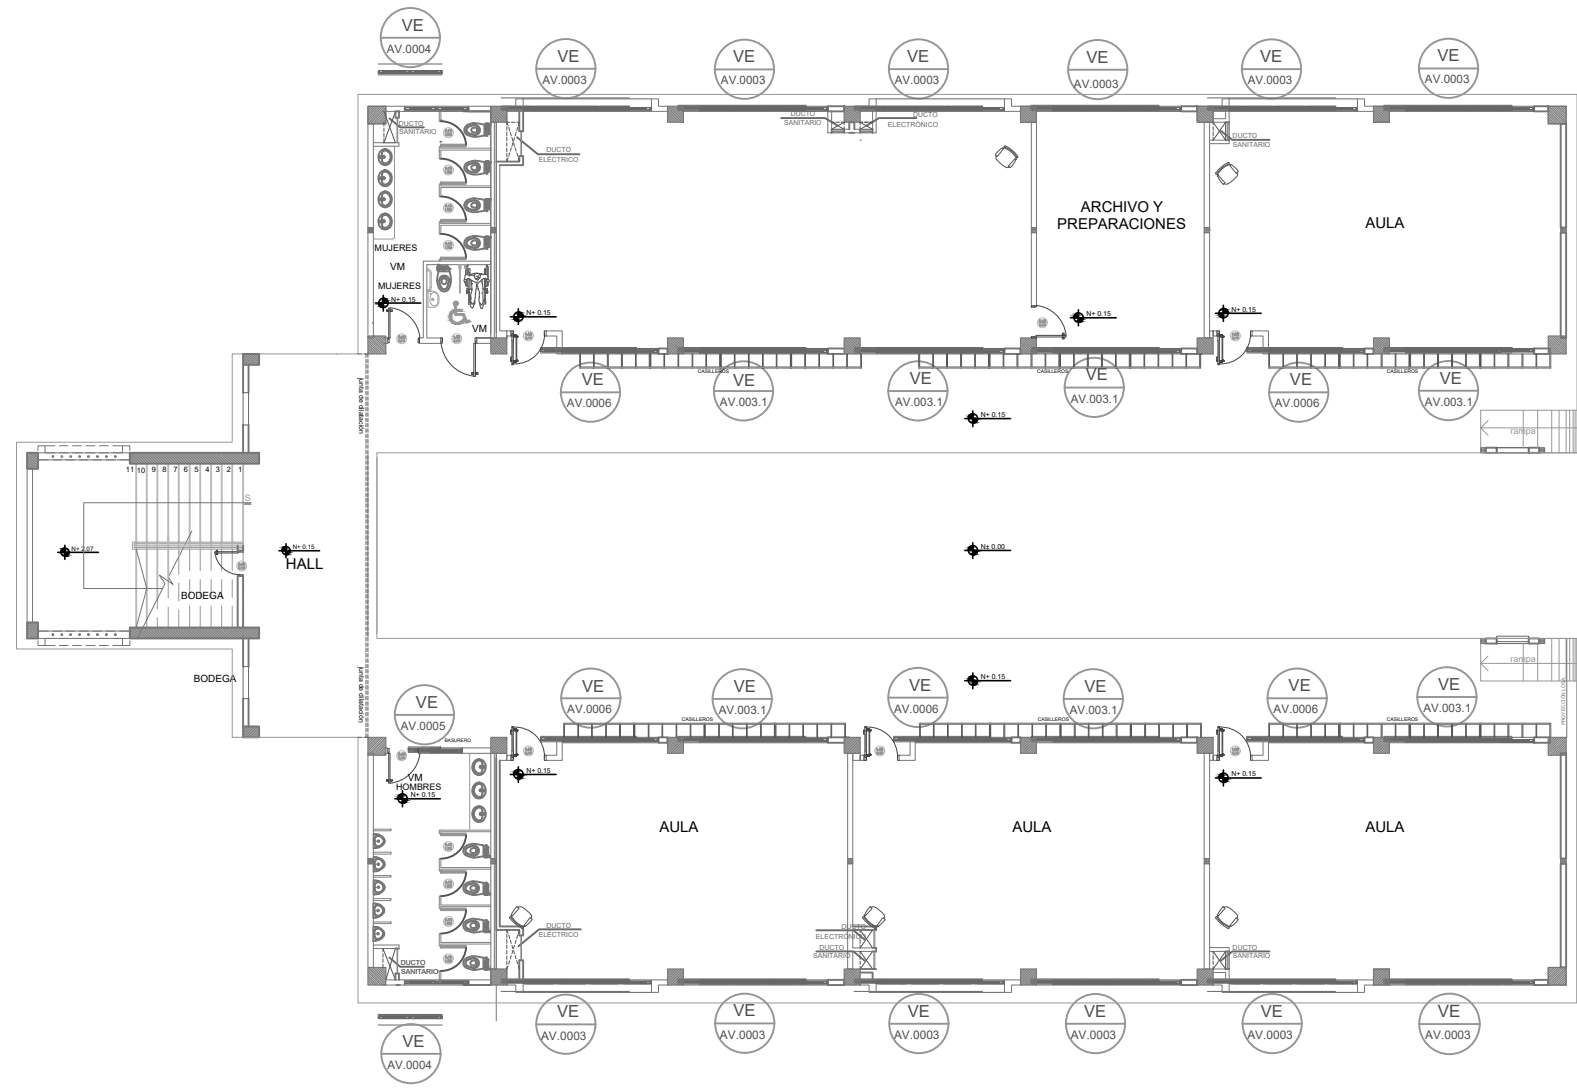 VE
AV.0004
VE
AV.0003
VE
AV.0003
VE
AV.0003
VE
AV.0003
VE
AV.0003
VE
AV.0003
DUCTO
SANITARIO
DUCTO
ELÉCTRICO
DUCTO
SANITARIO
DUCTO
ELECTRÓNICO
DUCTO
SANITARIO
ARCHIVO Y
PREPARACIONES
AULA
MUJERES
VM
MUJERES
N+ 0.15
VM
N+ 0.15
N+ 0.15
N+ 0.15
CASILLEROS
CASILLEROS
CASILLEROS
VE
AV.0006
VE
AV.003.1
VE
AV.003.1
VE
AV.003.1
VE
AV.0006
VE
AV.003.1
junta de dilatación
N+ 0.15
rampa
11 10 9 8 7 6 5 4 3 2 1
S
N+ 2.07
N+ 0.15
HALL
BODEGA
N± 0.00
BODEGA
junta de dilatación
N+ 0.15
rampa
PROYECCIÓN LOSA
VE
AV.0005
VE
AV.0006
VE
AV.003.1
VE
AV.0006
VE
AV.003.1
VE
AV.0006
VE
AV.003.1
BASURERO
CASILLEROS
CASILLEROS
CASILLEROS
VM
HOMBRES
N+ 0.15
N+ 0.15
N+ 0.15
AULA
AULA
AULA
DUCTO
ELÉCTRICO
DUCTO
ELECTRÓNICO
DUCTO
SANITARIO
DUCTO
SANITARIO
DUCTO
SANITARIO
VE
AV.0004
VE
AV.0003
VE
AV.0003
VE
AV.0003
VE
AV.0003
VE
AV.0003
VE
AV.0003